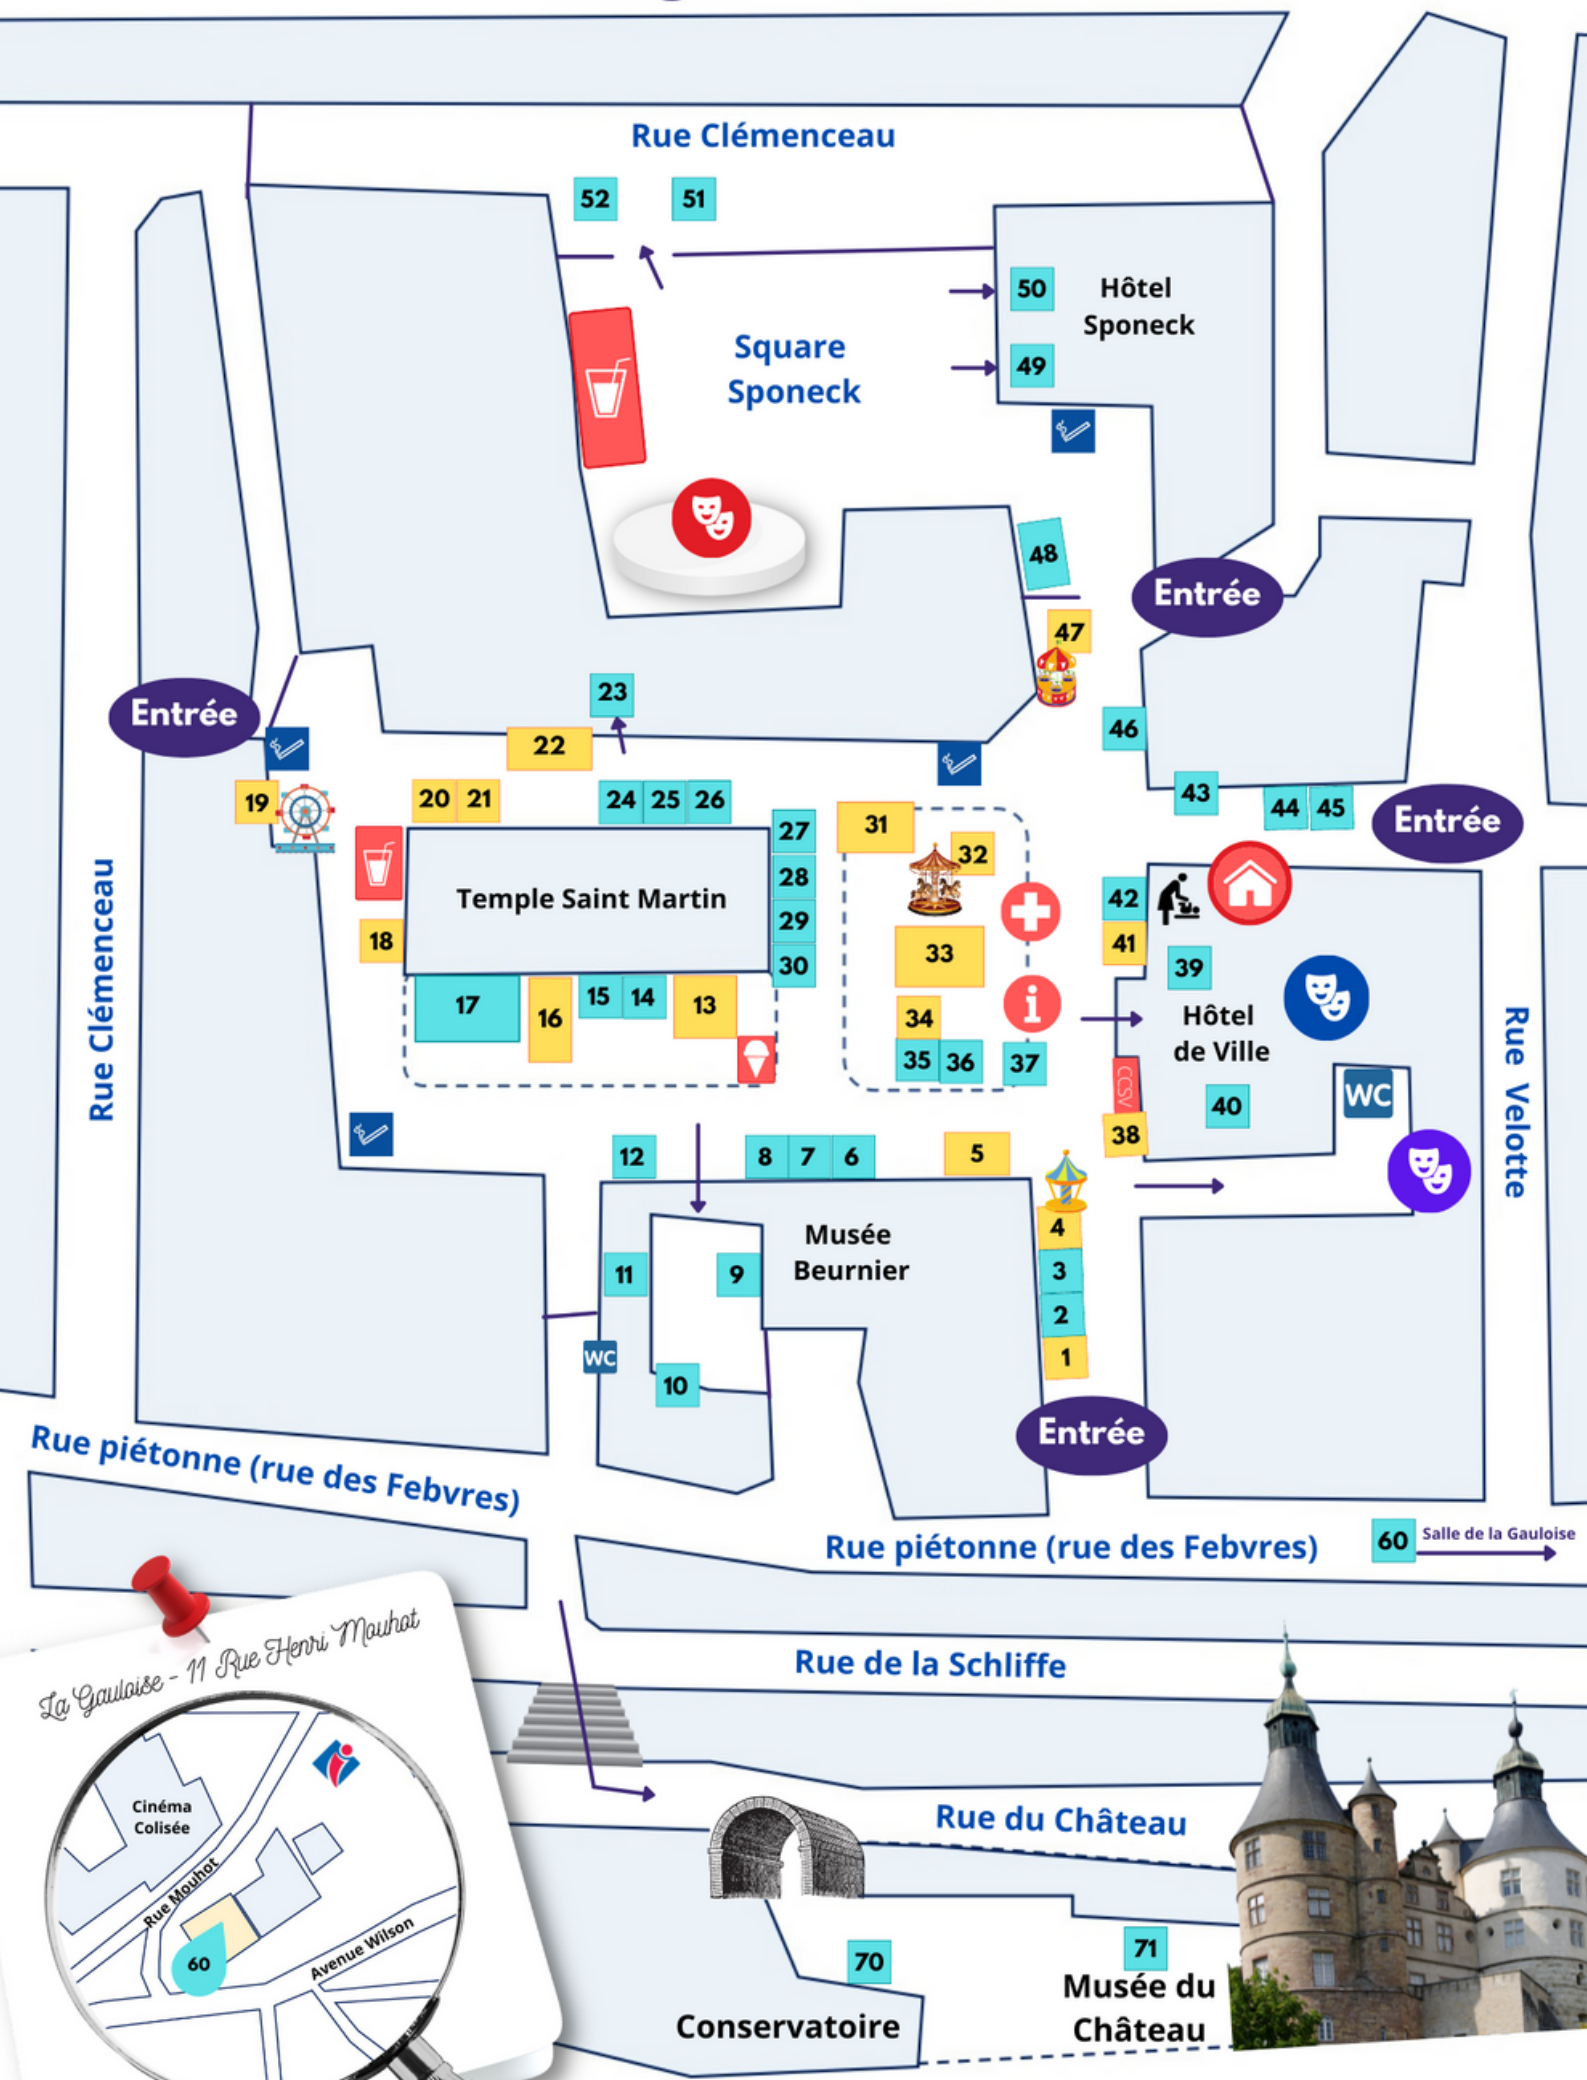 Rue Clémenceau
52
51
50
Hôtel
Sponeck
49
Square
Sponeck
48
Entrée
47
Entrée
23
46
22
19
20
21
24
25
26
43
44
45
Entrée
27
31
32
28
Temple Saint Martin
42
29
18
41
33
30
39
17
16
15
14
13
34
Hôtel
de Ville
35
36
37
CCSV
WC
40
38
Rue Clémenceau
Rue Velotte
12
8
7
6
5
4
Musée
Beurnier
11
9
3
2
1
WC
10
Entrée
Rue piétonne (rue des Febvres)
Rue piétonne (rue des Febvres)
60
Salle de la Gauloise
La Gauloise - 11 Rue Henri Mouhot
Rue de la Schliffe
Cinéma
Colisée
Rue Mouhot
Avenue Wilson
60
Rue du Château
70
71
Musée du
Château
Conservatoire